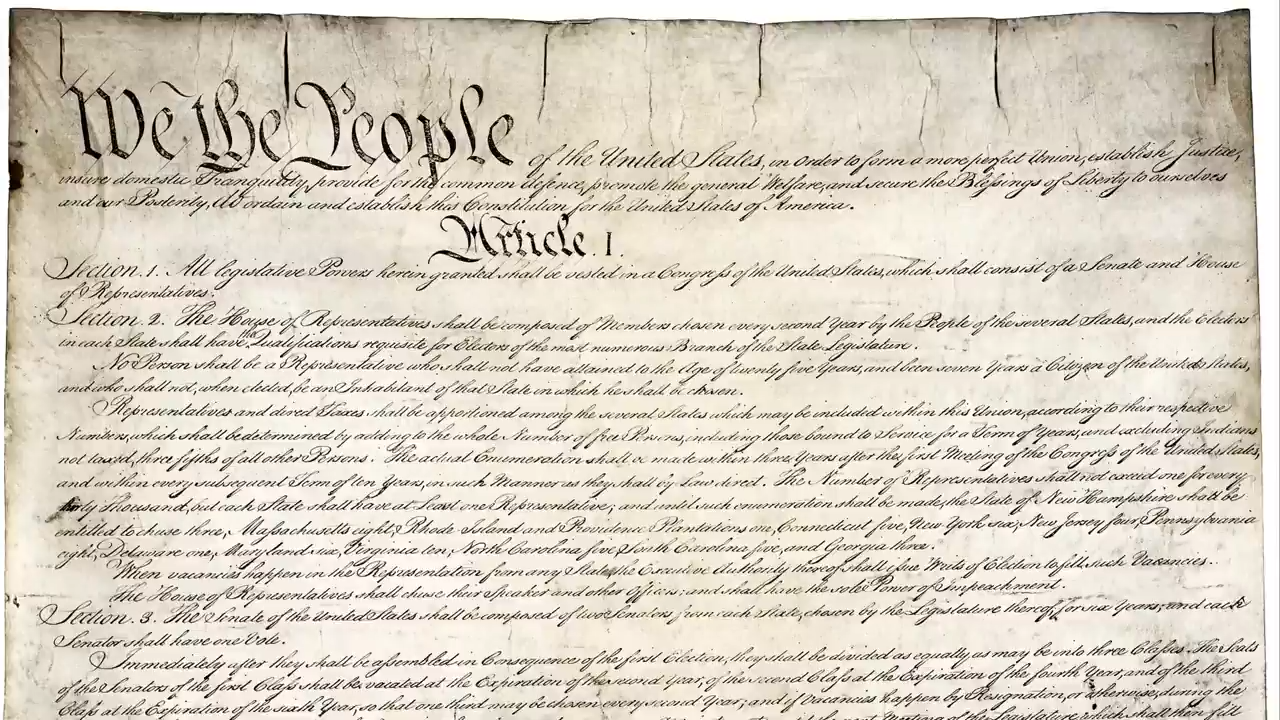 We the People of the United States, in Order to form a more perfect Union, establish Justice,
insure domestic Tranquility, provide for the common defence, promote the general Welfare, and secure the Blessings of Liberty to ourselves
and our Posterity, do ordain and establish this Constitution for the United States of America.
Article. I.
Section. 1. All legislative Powers herein granted shall be vested in a Congress of the United States, which shall consist of a Senate and House
of Representatives.
Section. 2. The House of Representatives shall be composed of Members chosen every second Year by the People of the several States, and the Electors
in each State shall have the Qualifications requisite for Electors of the most numerous Branch of the State Legislature.
No Person shall be a Representative who shall not have attained to the Age of twenty five Years, and been seven Years a Citizen of the United States,
and who shall not, when elected, be an Inhabitant of that State in which he shall be chosen.
Representatives and direct Taxes shall be apportioned among the several States which may be included within this Union, according to their respective
Numbers, which shall be determined by adding to the whole Number of free Persons, including those bound to Service for a Term of Years, and excluding Indians
not taxed, three fifths of all other Persons. The actual Enumeration shall be made within three Years after the first Meeting of the Congress of the United States,
and within every subsequent Term of ten Years, in such Manner as they shall by Law direct. The Number of Representatives shall not exceed one for every
thirty Thousand, but each State shall have at Least one Representative; and until such enumeration shall be made, the State of New Hampshire shall be
entitled to chuse three, Massachusetts eight, Rhode Island and Providence Plantations one, Connecticut five, New York six, New Jersey four, Pennsylvania
eight, Delaware one, Maryland six, Virginia ten, North Carolina five, South Carolina five, and Georgia three.
When vacancies happen in the Representation from any State, the Executive Authority thereof shall issue Writs of Election to fill such Vacancies.
The House of Representatives shall chuse their Speaker and other Officers; and shall have the sole Power of Impeachment.
Section. 3. The Senate of the United States shall be composed of two Senators from each State, chosen by the Legislature thereof, for six Years; and each
Senator shall have one Vote.
Immediately after they shall be assembled in Consequence of the first Election, they shall be divided as equally as may be into three Classes. The Seats
of the Senators of the first Class shall be vacated at the Expiration of the second Year, of the second Class at the Expiration of the fourth Year, and of the third
Class at the Expiration of the sixth Year, so that one third may be chosen every second Year; and if Vacancies happen by Resignation, or otherwise, during the
Meeting of the Legislature, which shall then fill